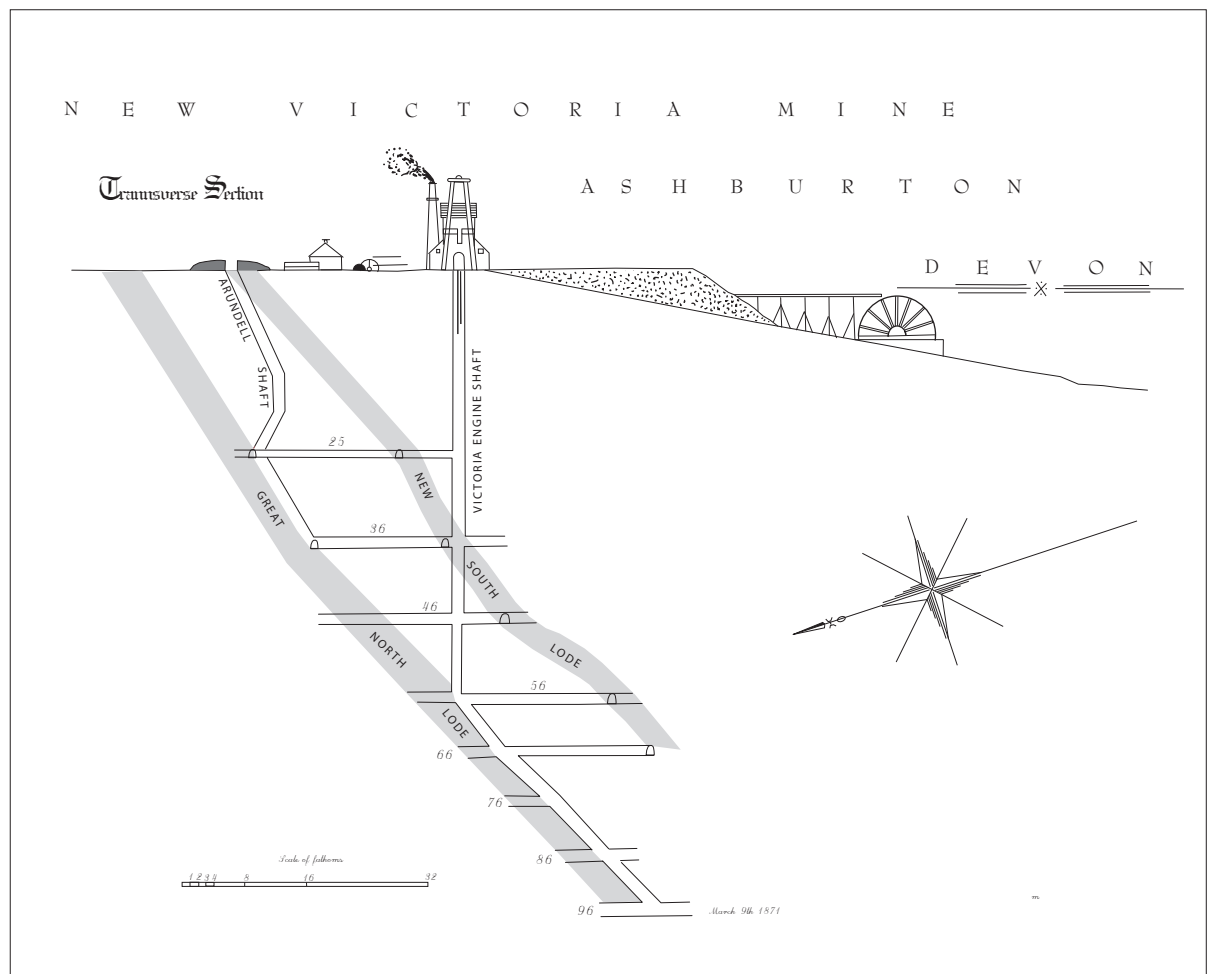 NEW VICTORIA MINE
Trannsverse Section
ASHBURTON
DEVON
ARUNDELL
SHAFT
VICTORIA ENGINE SHAFT
25
NEW
GREAT
36
SOUTH
46
NORTH
LODE
56
LODE
66
76
86
96
Scale of fathoms
1 2 3 4 8 16 32
March 9th 1871
m